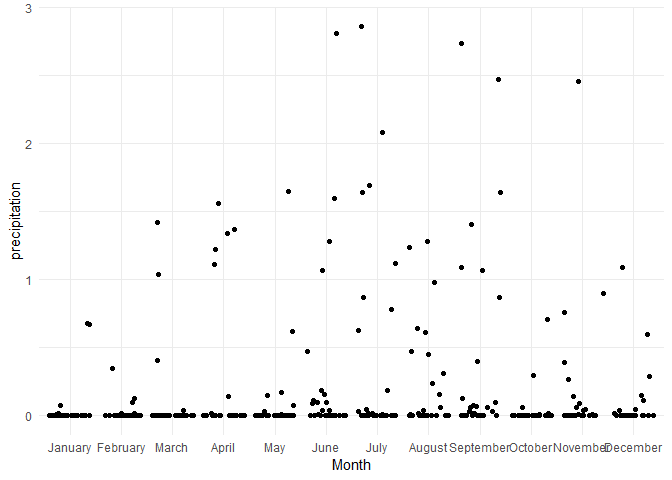 3
2
1
0
precipitation
January February March April May June July August September October November December
Month